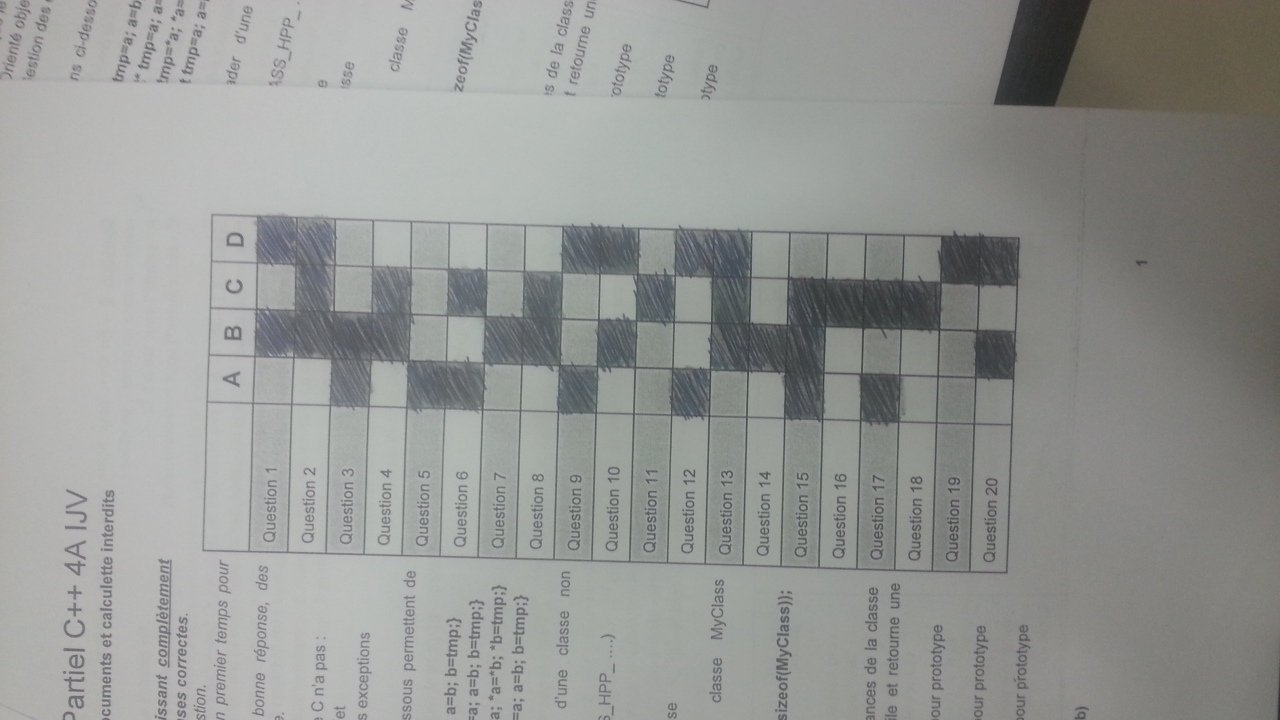 Partiel C++ 4A IJV
ocuments et calculette interdits
issant complètement
ses correctes.
stion.
n premier temps pour
bonne réponse, des
e.
e C n'a pas :
et
s exceptions
ssous permettent de
a=b; b=tmp;}
=a; a=b; b=tmp;}
a; *a=*b; *b=tmp;}
=a; a=b; b=tmp;}
d'une classe non
S_HPP_ ....)
se
classe MyClass
sizeof(MyClass));
ances de la classe
ile et retourne une
our prototype
our prototype
our prototype
b)
A B C D
Question 1
Question 2
Question 3
Question 4
Question 5
Question 6
Question 7
Question 8
Question 9
Question 10
Question 11
Question 12
Question 13
Question 14
Question 15
Question 16
Question 17
Question 18
Question 19
Question 20
1
Orienté obje
estion des
ns ci-desso
tmp=a; a=b
* tmp=a; a=
tmp=*a; *a=
t tmp=a; a=
ader d'une
ASS_HPP_
e
sse
classe M
zeof(MyClas
s de la class
t retourne un
ototype
totype
otype